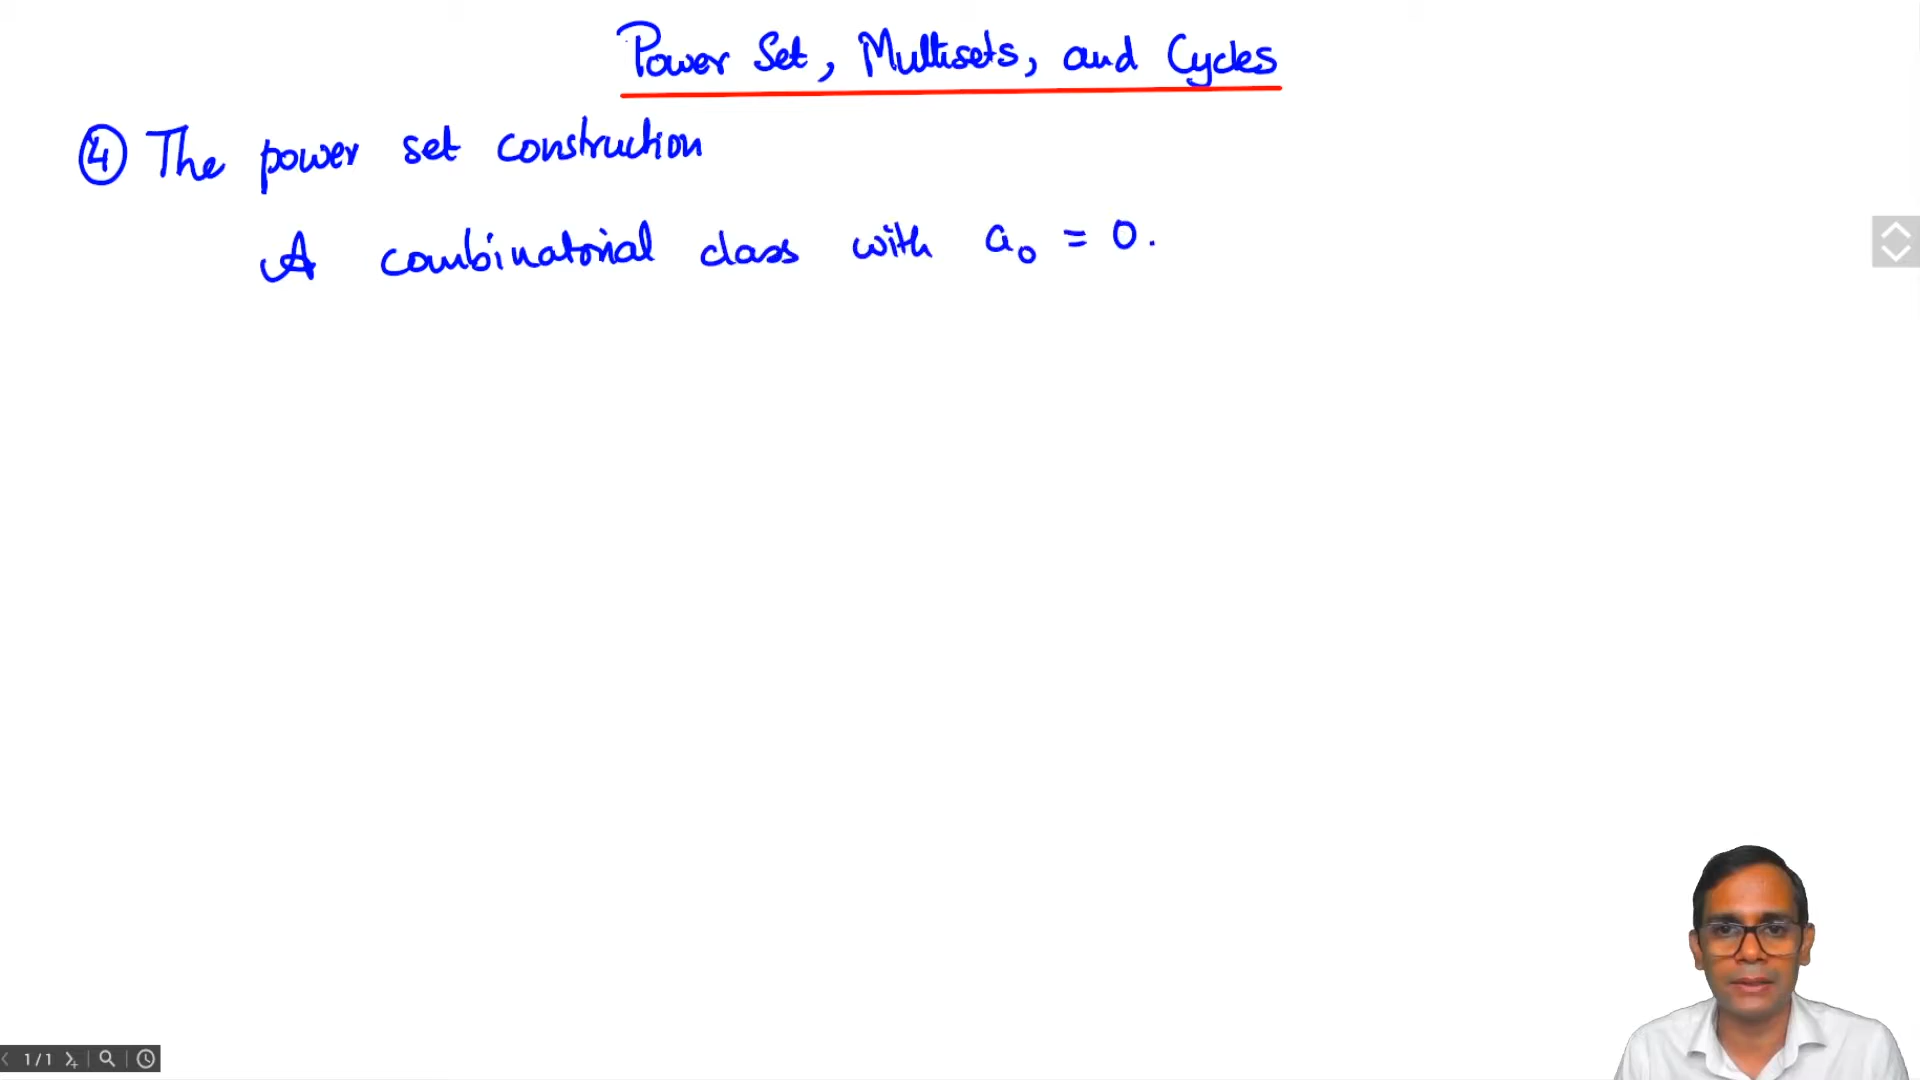 Power Set, Multisets, and Cycles
④ The power set construction
A combinatorial class with a₀ = 0.
1/1